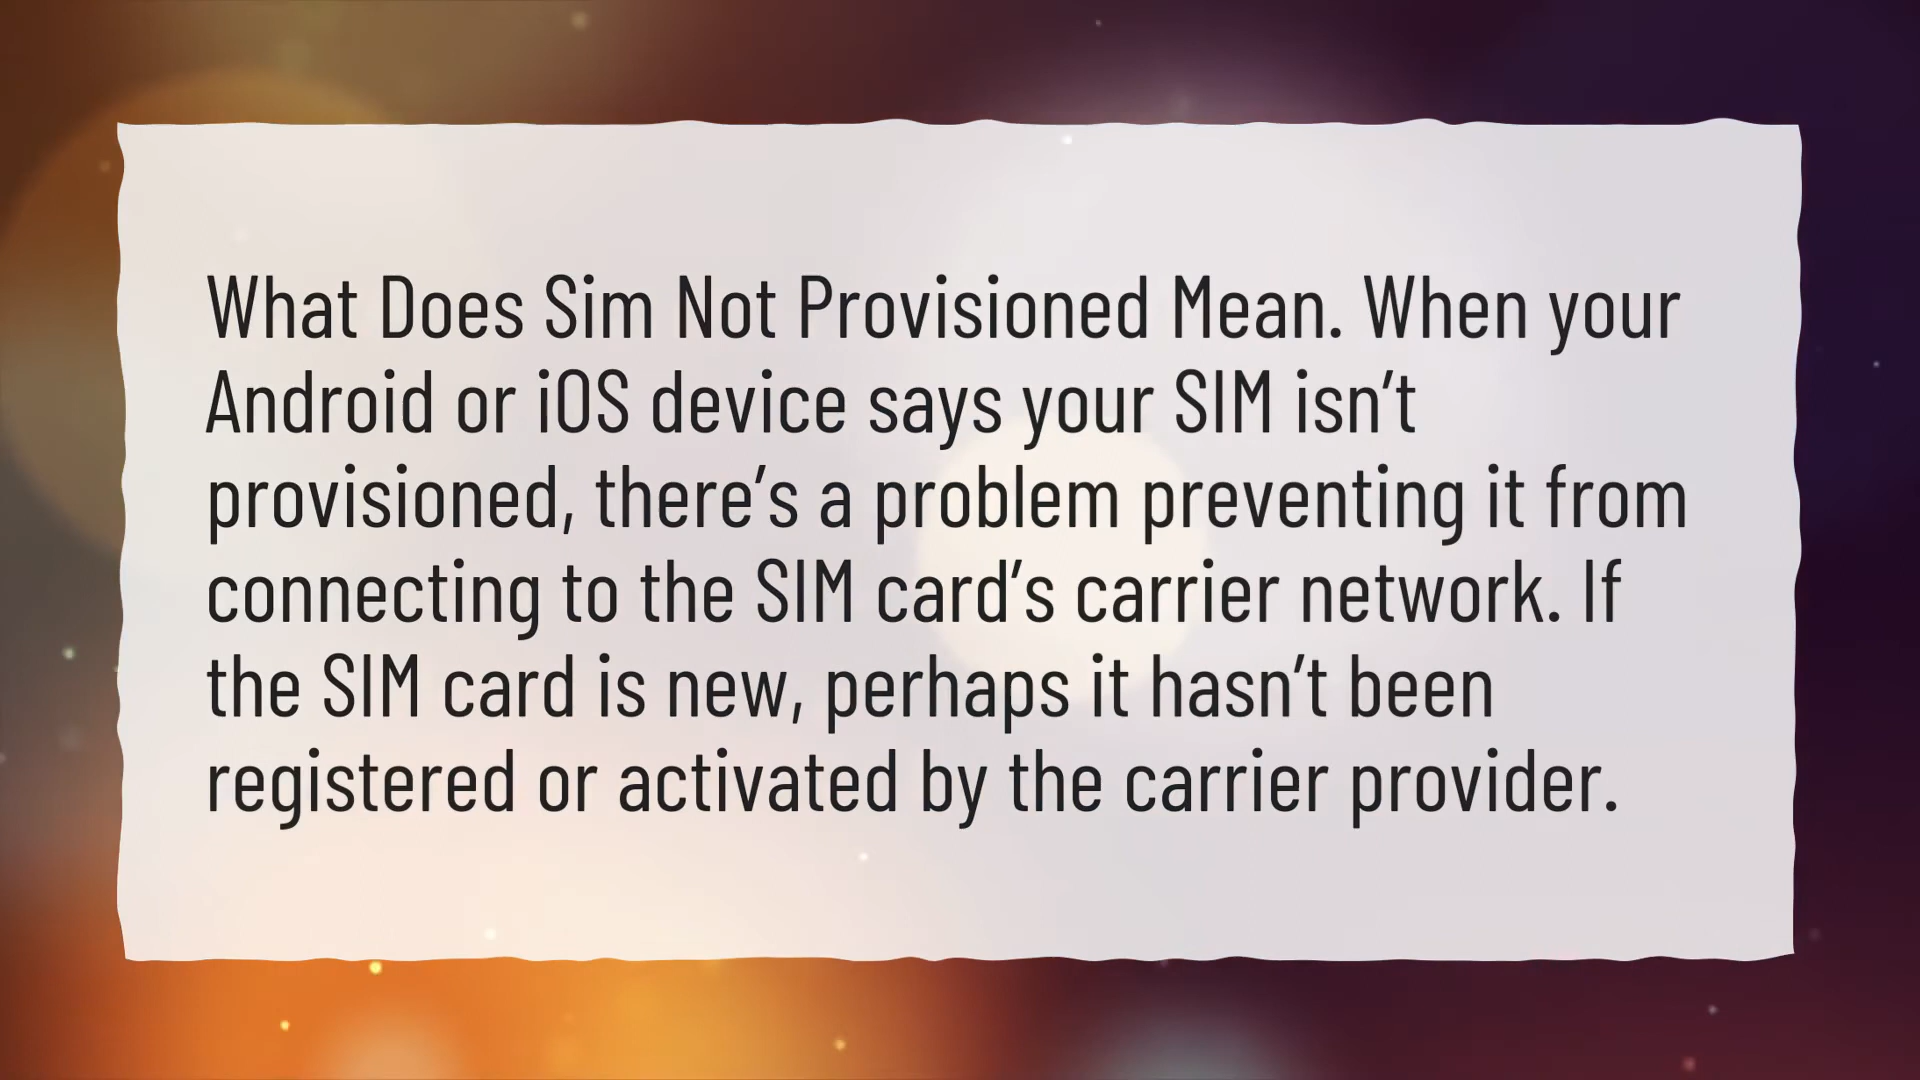 What Does Sim Not Provisioned Mean. When your
Android or iOS device says your SIM isn’t
provisioned, there’s a problem preventing it from
connecting to the SIM card’s carrier network. If
the SIM card is new, perhaps it hasn’t been
registered or activated by the carrier provider.